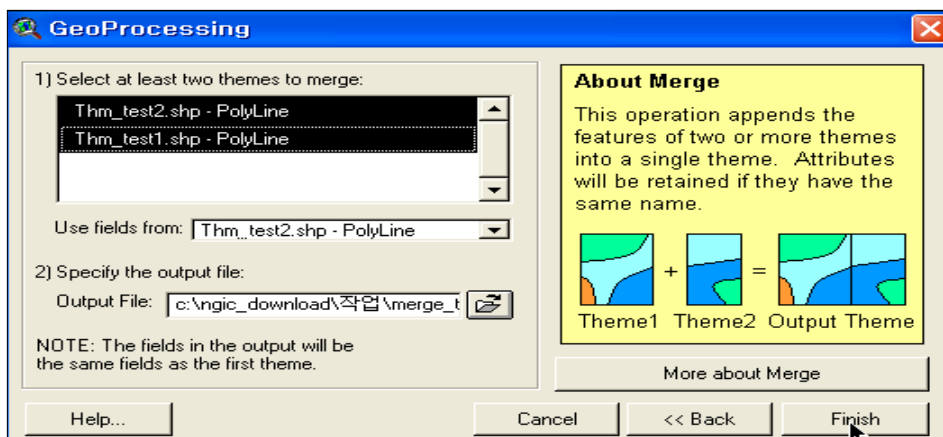 GeoProcessing
1) Select at least two themes to merge:
Thm_test2.shp - PolyLine
Thm_test1.shp - PolyLine
Use fields from: Thm_test2.shp - PolyLine
2) Specify the output file:
Output File: c:\ngic_download\작업\merge_t
NOTE: The fields in the output will be
the same fields as the first theme.
About Merge
This operation appends the
features of two or more themes
into a single theme. Attributes
will be retained if they have the
same name.
+ =
Theme1 Theme2 Output Theme
More about Merge
Help... Cancel << Back Finish